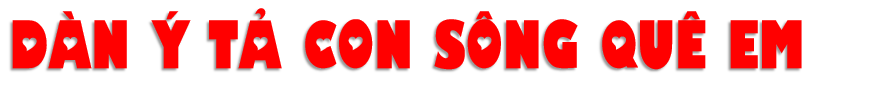 DÀN Ý TẢ CON SÔNG QUÊ EM